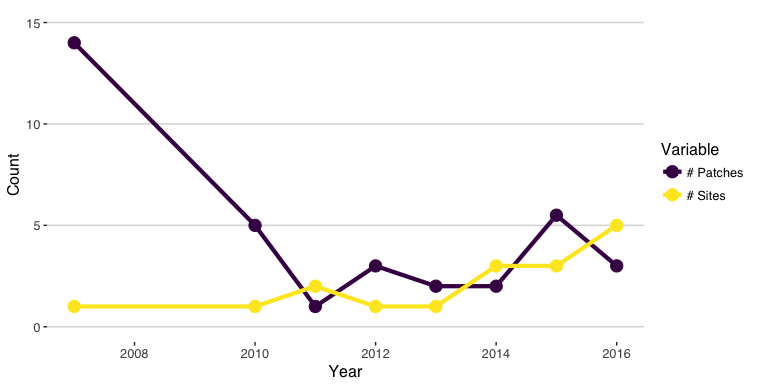 15
10
5
0
Count
2008
2010
2012
2014
2016
Year
Variable
# Patches
# Sites